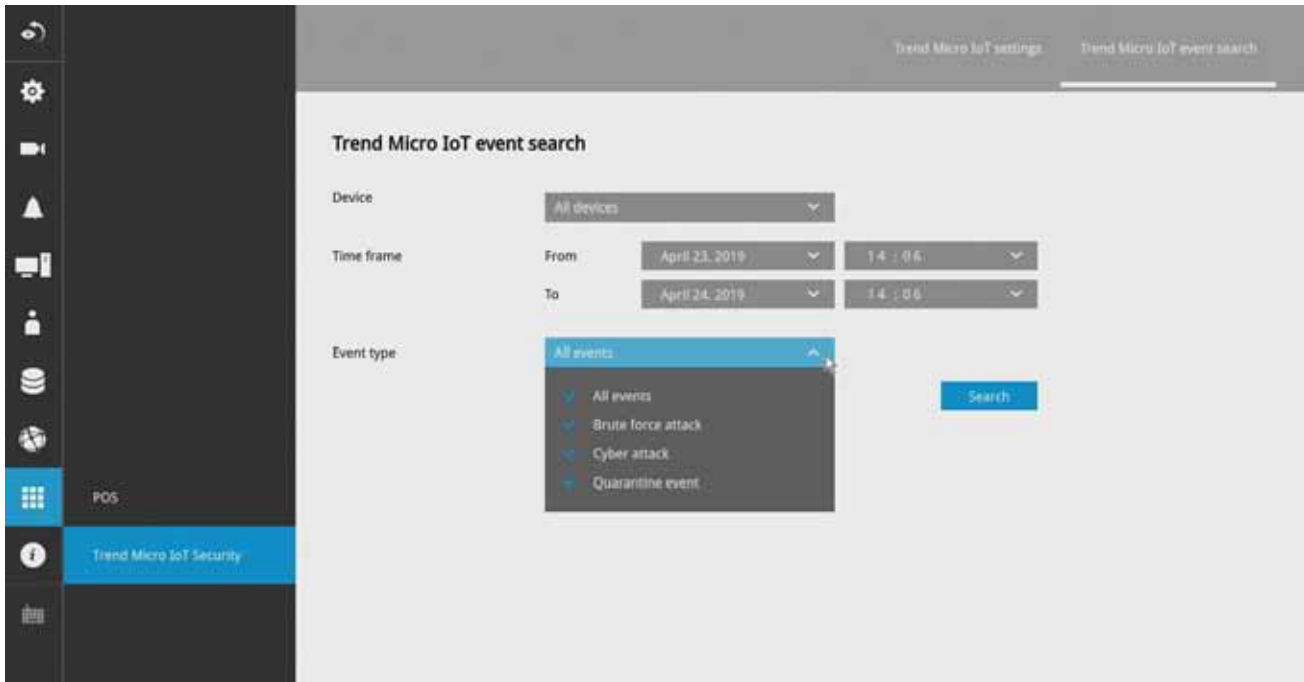 Trend Micro IoT settings Trend Micro IoT event search
Trend Micro IoT event search
Device All devices
Time frame From April 23, 2019 14 : 06
To April 24, 2019 14 : 06
Event type All events
All events
Search
Brute force attack
Cyber attack
Quarantine event
POS
Trend Micro IoT Security